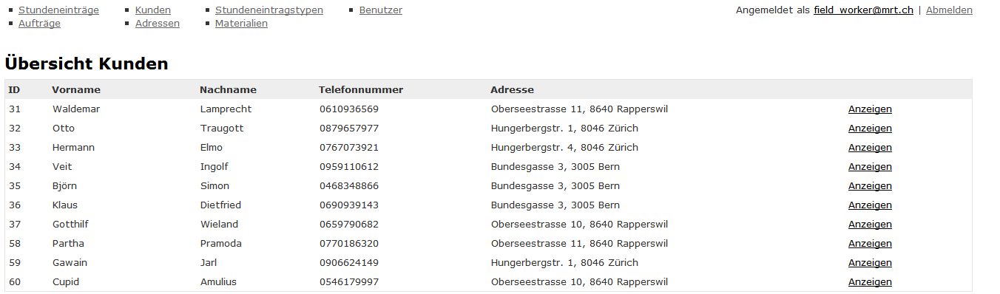 Stundeneinträge Kunden Stundeneintragstypen Benutzer Angemeldet als field_worker@mrt.ch | Abmelden
Aufträge Adressen Materialien
Übersicht Kunden
ID Vorname Nachname Telefonnummer Adresse
31 Waldemar Lamprecht 0610936569 Oberseestrasse 11, 8640 Rapperswil Anzeigen
32 Otto Traugott 0879657977 Hungerbergstr. 1, 8046 Zürich Anzeigen
33 Hermann Elmo 0767073921 Hungerbergstr. 4, 8046 Zürich Anzeigen
34 Veit Ingolf 0959110612 Bundesgasse 3, 3005 Bern Anzeigen
35 Björn Simon 0468348866 Bundesgasse 3, 3005 Bern Anzeigen
36 Klaus Dietfried 0690939143 Bundesgasse 3, 3005 Bern Anzeigen
37 Gotthilf Wieland 0659790682 Oberseestrasse 10, 8640 Rapperswil Anzeigen
58 Partha Pramoda 0770186320 Oberseestrasse 11, 8640 Rapperswil Anzeigen
59 Gawain Jarl 0906624149 Hungerbergstr. 1, 8046 Zürich Anzeigen
60 Cupid Amulius 0546179997 Oberseestrasse 10, 8640 Rapperswil Anzeigen